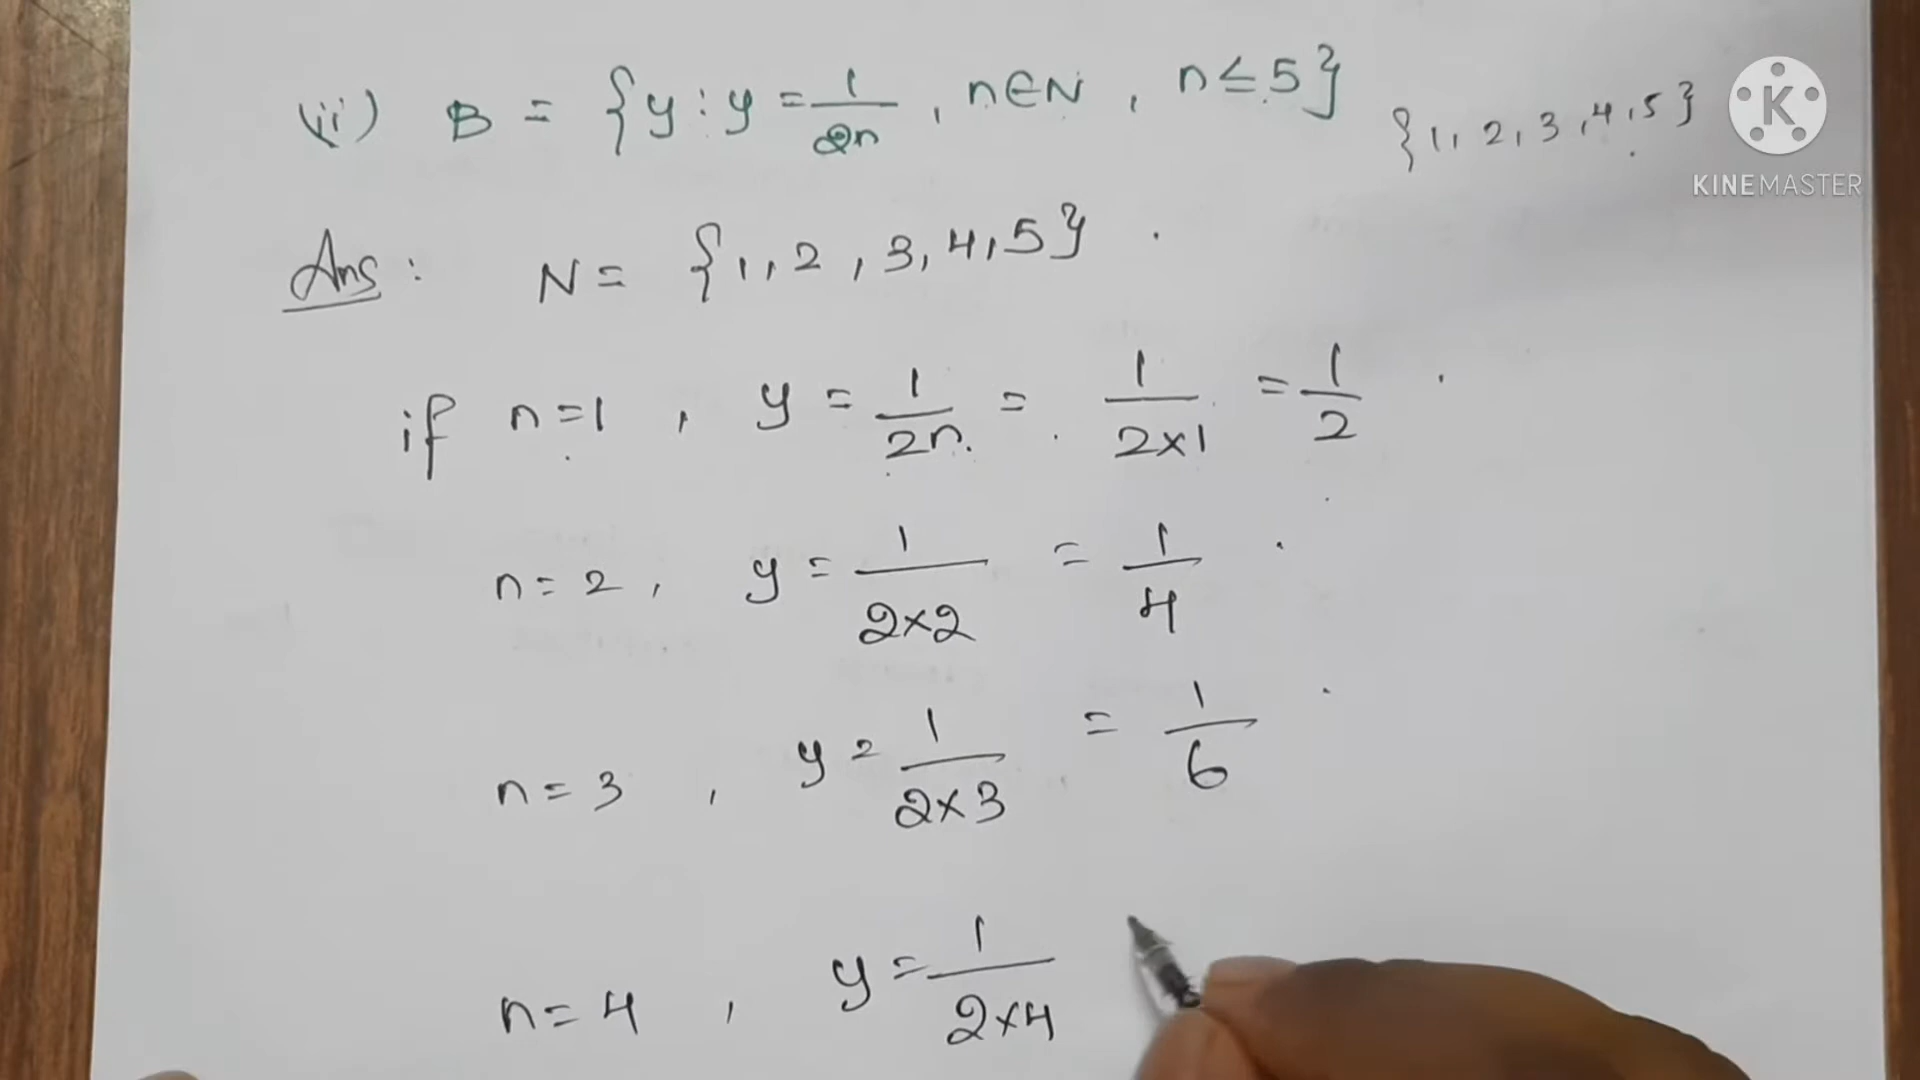 (ii) B = {y : y = 1/2n, n∈N, n≤5}
{1, 2, 3, 4, 5}
KINEMASTER
Ans: N = {1, 2, 3, 4, 5}.
if n=1, y = 1/2n = 1/2×1 = 1/2
n=2, y = 1/2×2 = 1/4
n=3, y = 1/2×3 = 1/6
n=4, y = 1/2×4